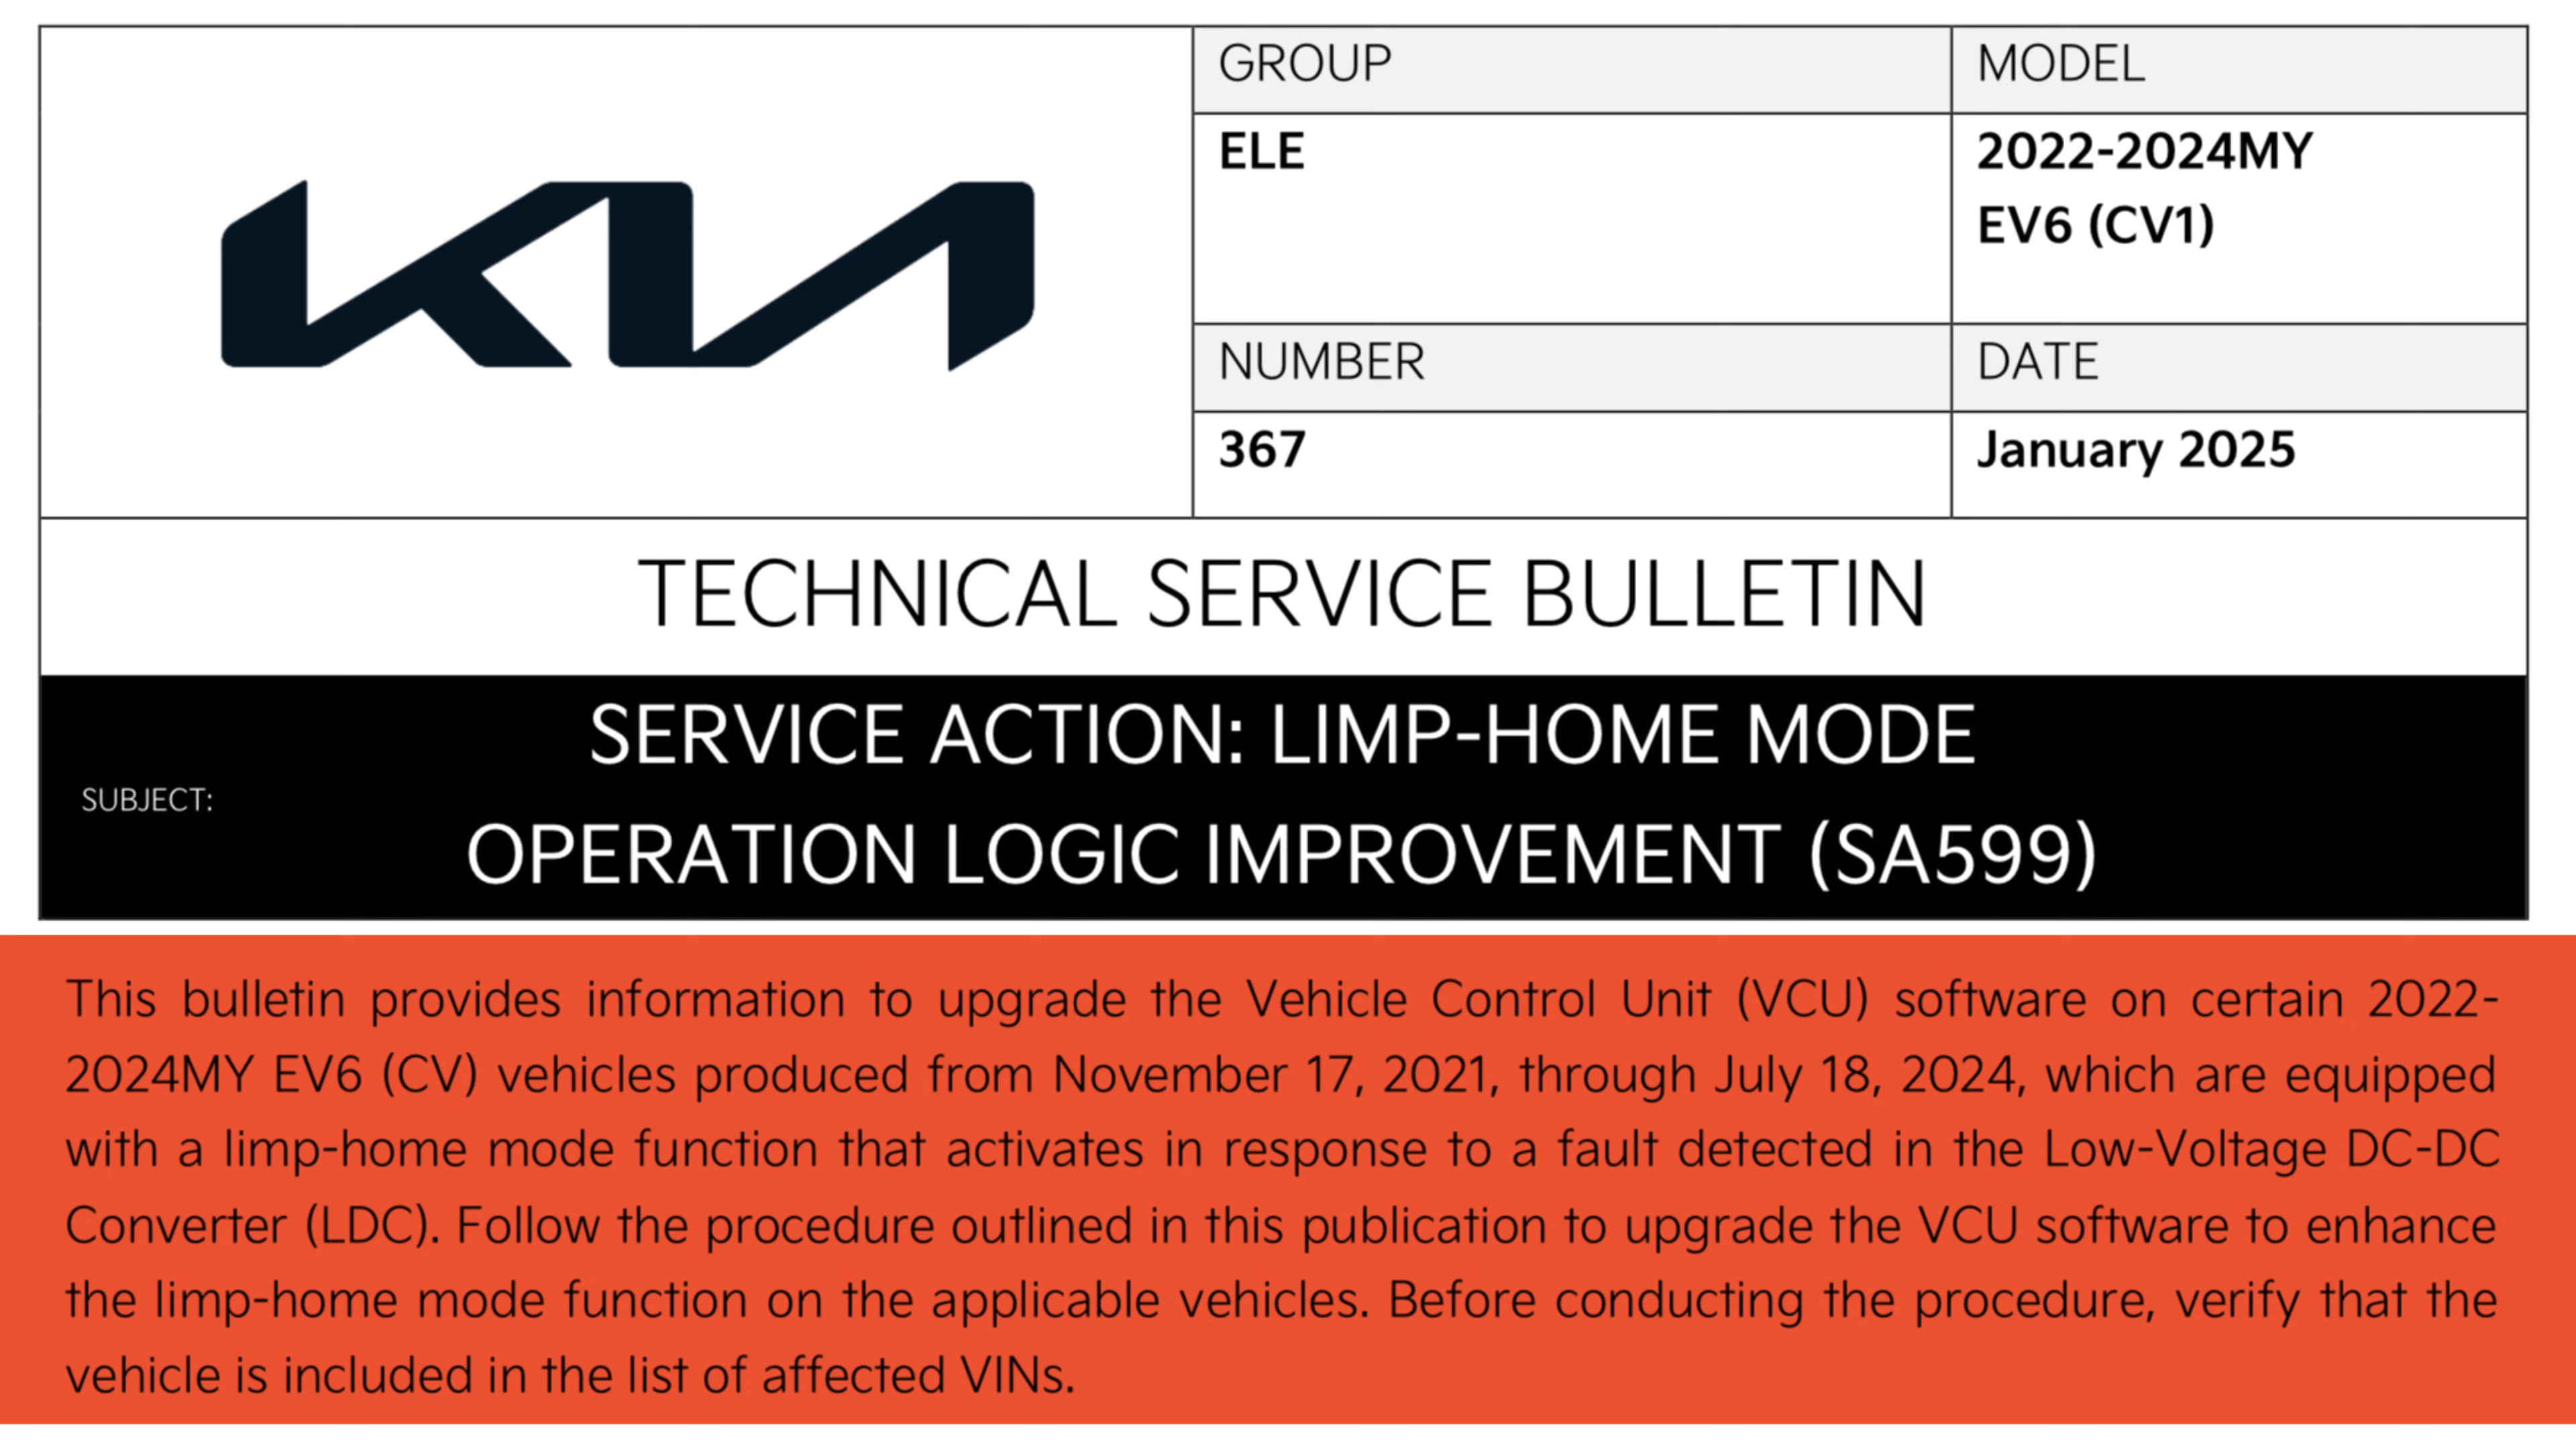 KIA
GROUP
MODEL
ELE
2022-2024MY
EV6 (CV1)
NUMBER
DATE
367
January 2025
TECHNICAL SERVICE BULLETIN
SUBJECT:
SERVICE ACTION: LIMP-HOME MODE
OPERATION LOGIC IMPROVEMENT (SA599)
This bulletin provides information to upgrade the Vehicle Control Unit (VCU) software on certain 2022-
2024MY EV6 (CV) vehicles produced from November 17, 2021, through July 18, 2024, which are equipped
with a limp-home mode function that activates in response to a fault detected in the Low-Voltage DC-DC
Converter (LDC). Follow the procedure outlined in this publication to upgrade the VCU software to enhance
the limp-home mode function on the applicable vehicles. Before conducting the procedure, verify that the
vehicle is included in the list of affected VINs.